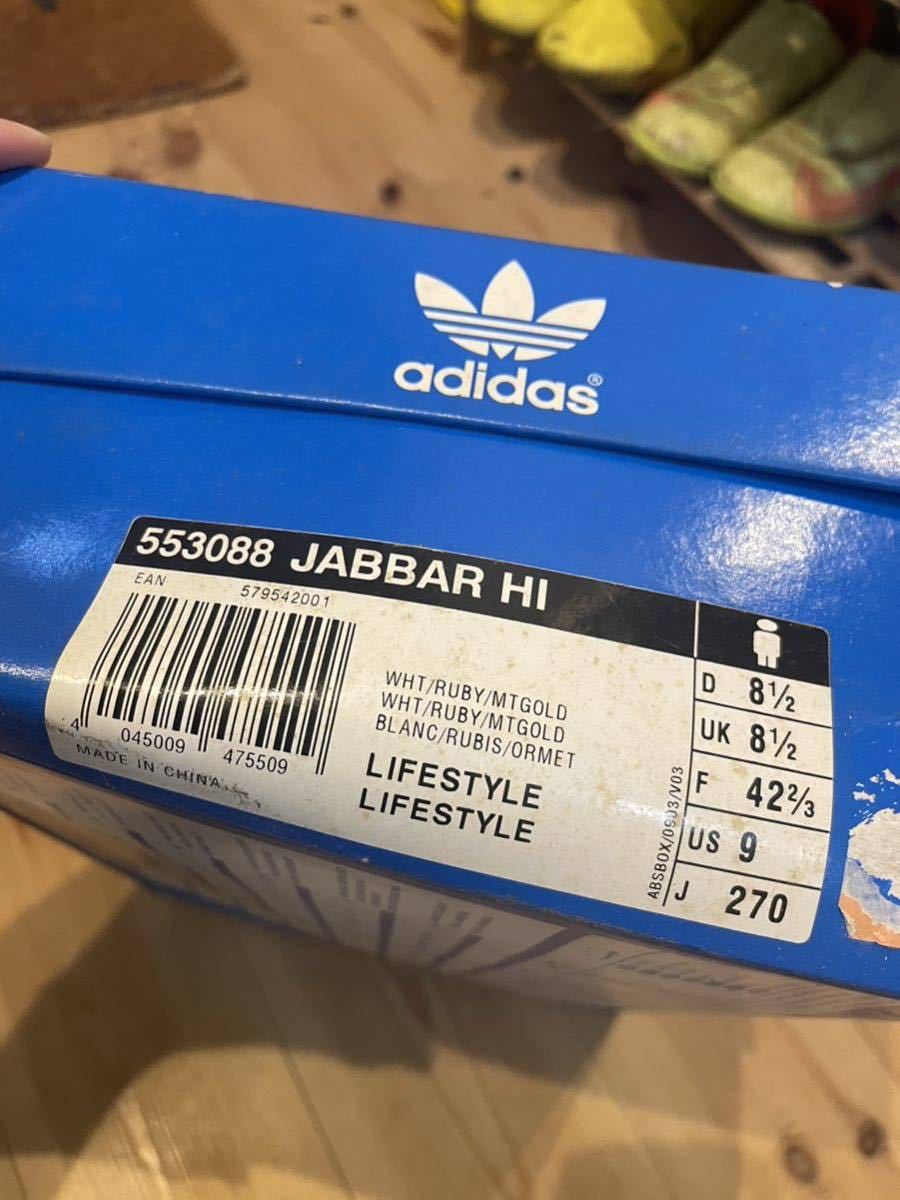 adidas®
553088 JABBAR HI
EAN
579542001
4 045009 475509
MADE IN CHINA
WHT/RUBY/MTGOLD
WHT/RUBY/MTGOLD
BLANC/RUBIS/ORMET
LIFESTYLE
LIFESTYLE
ABSBOX/0903/V03
D 8½
UK 8½
F 42⅔
US 9
J 270